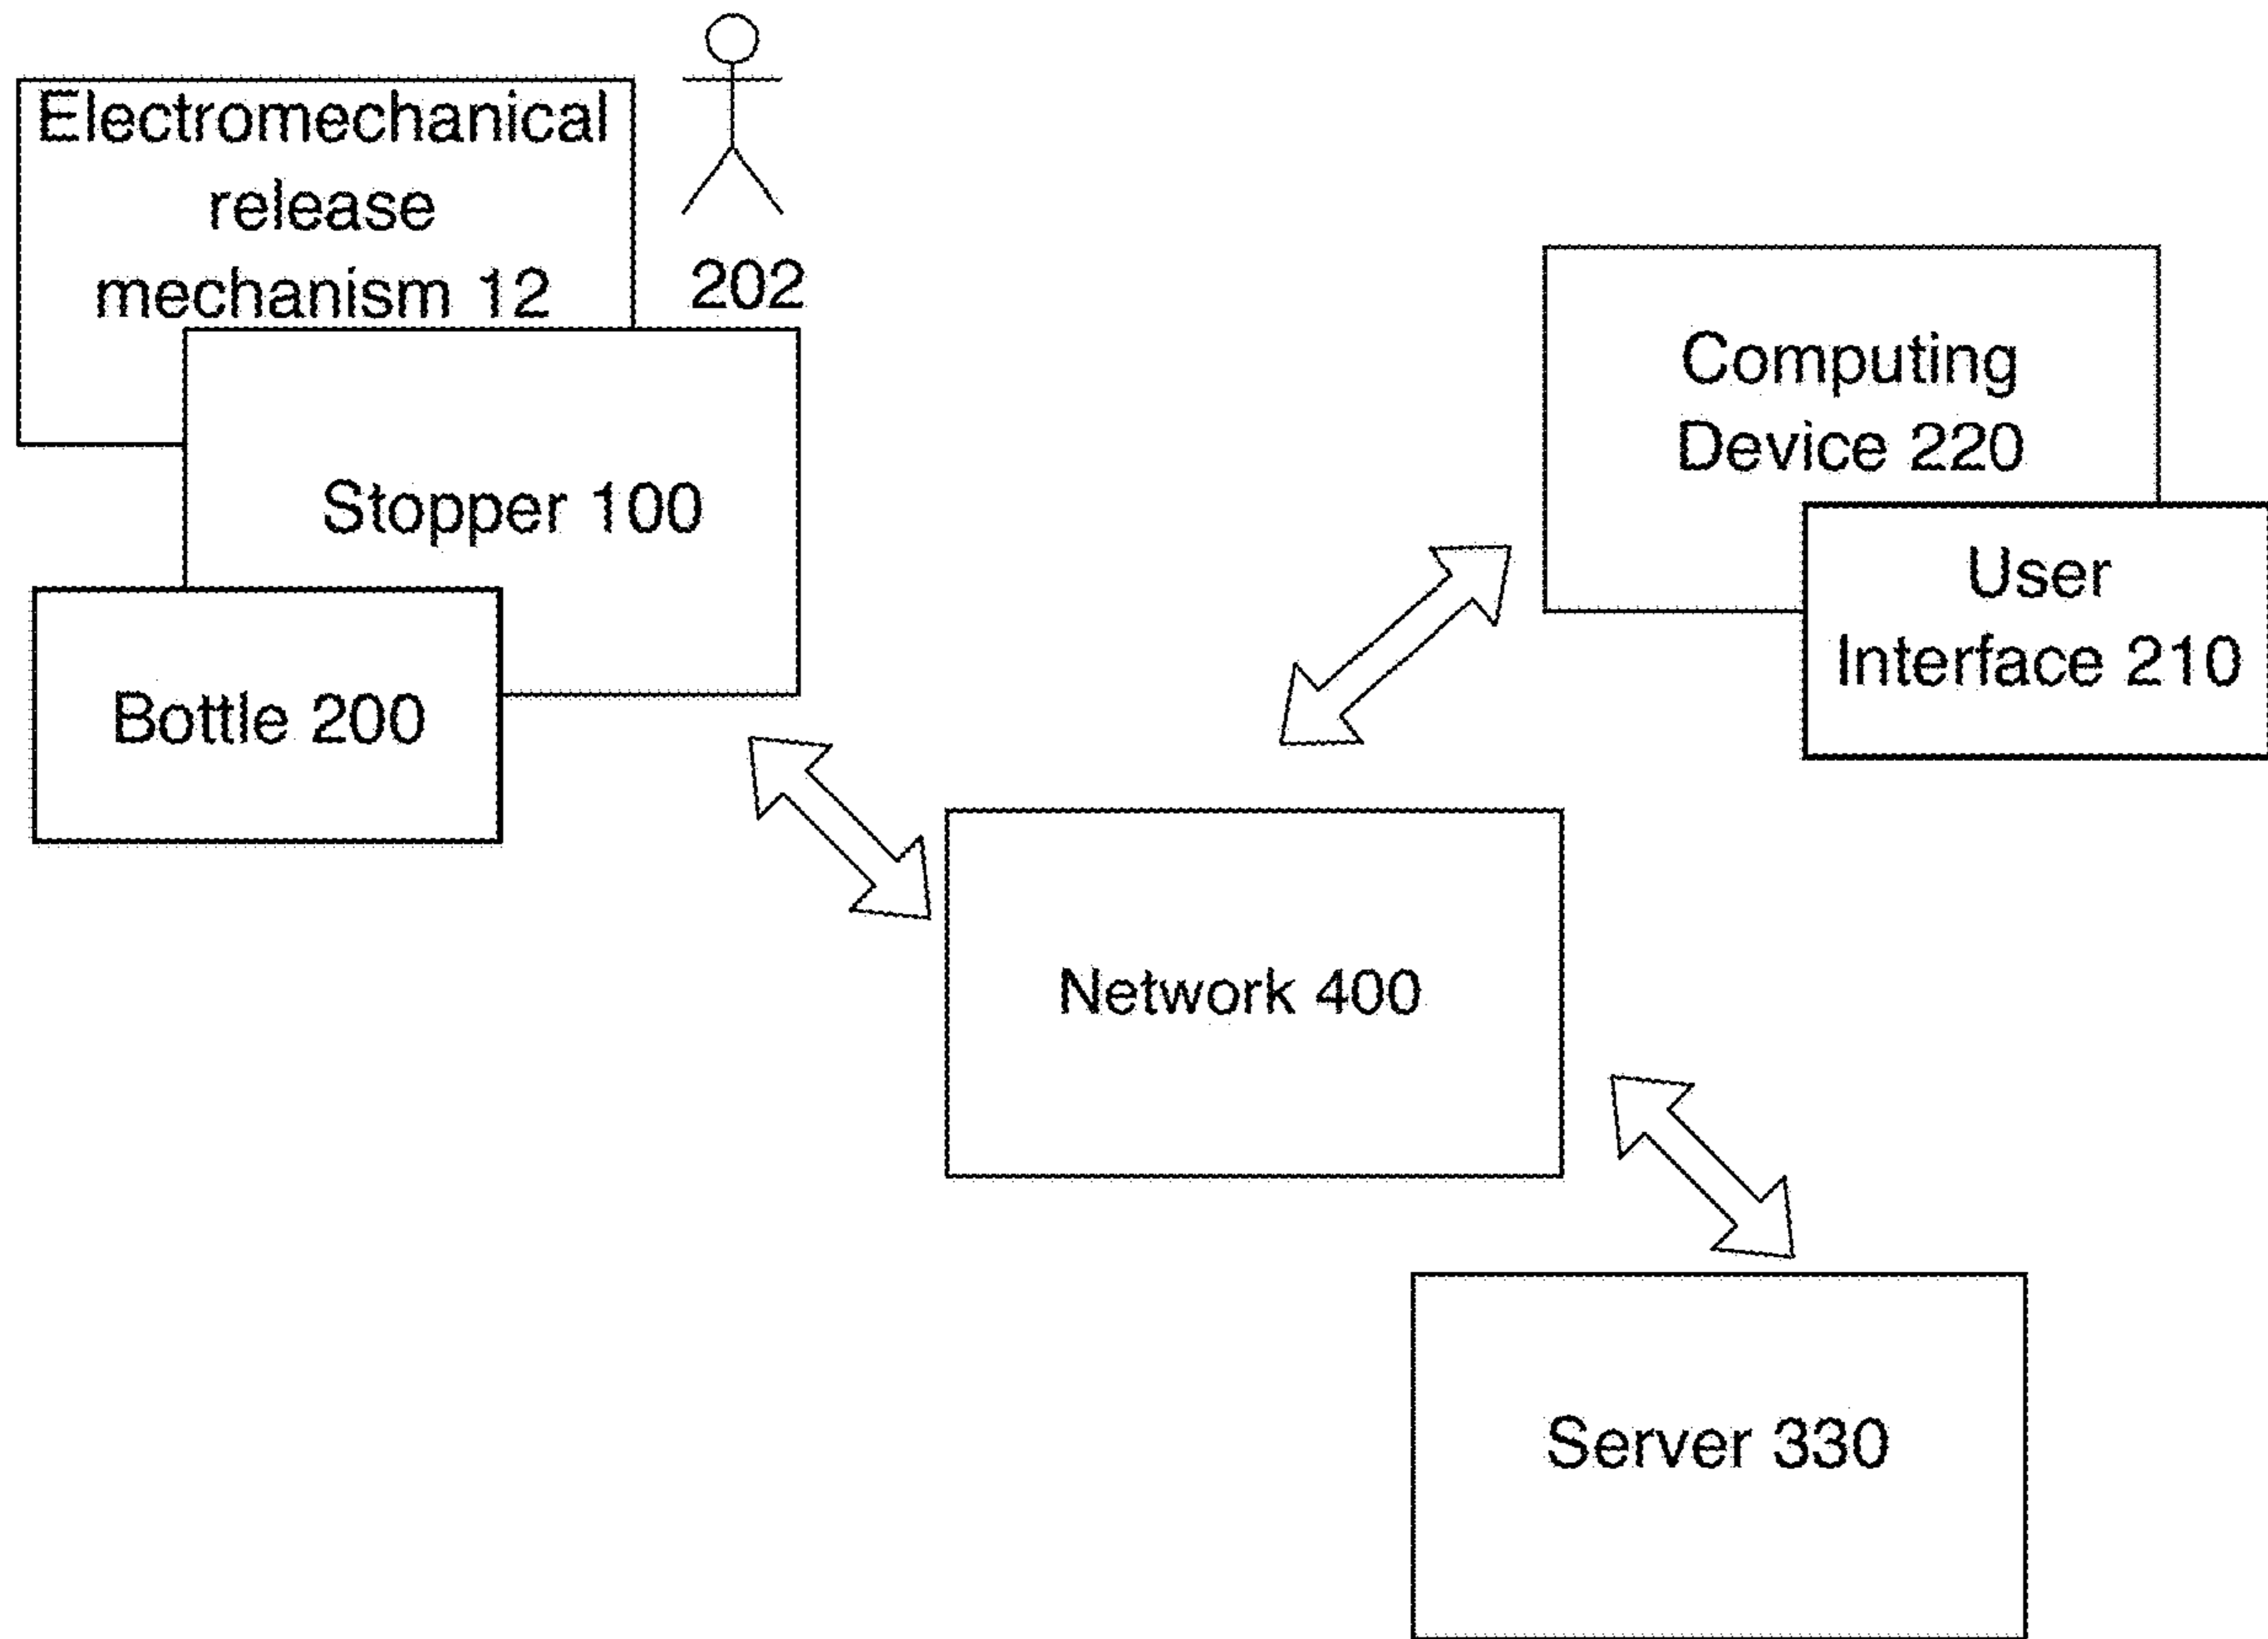 Electromechanical
release
mechanism 12
202
Stopper 100
Bottle 200
Computing
Device 220
User
Interface 210
Network 400
Server 330